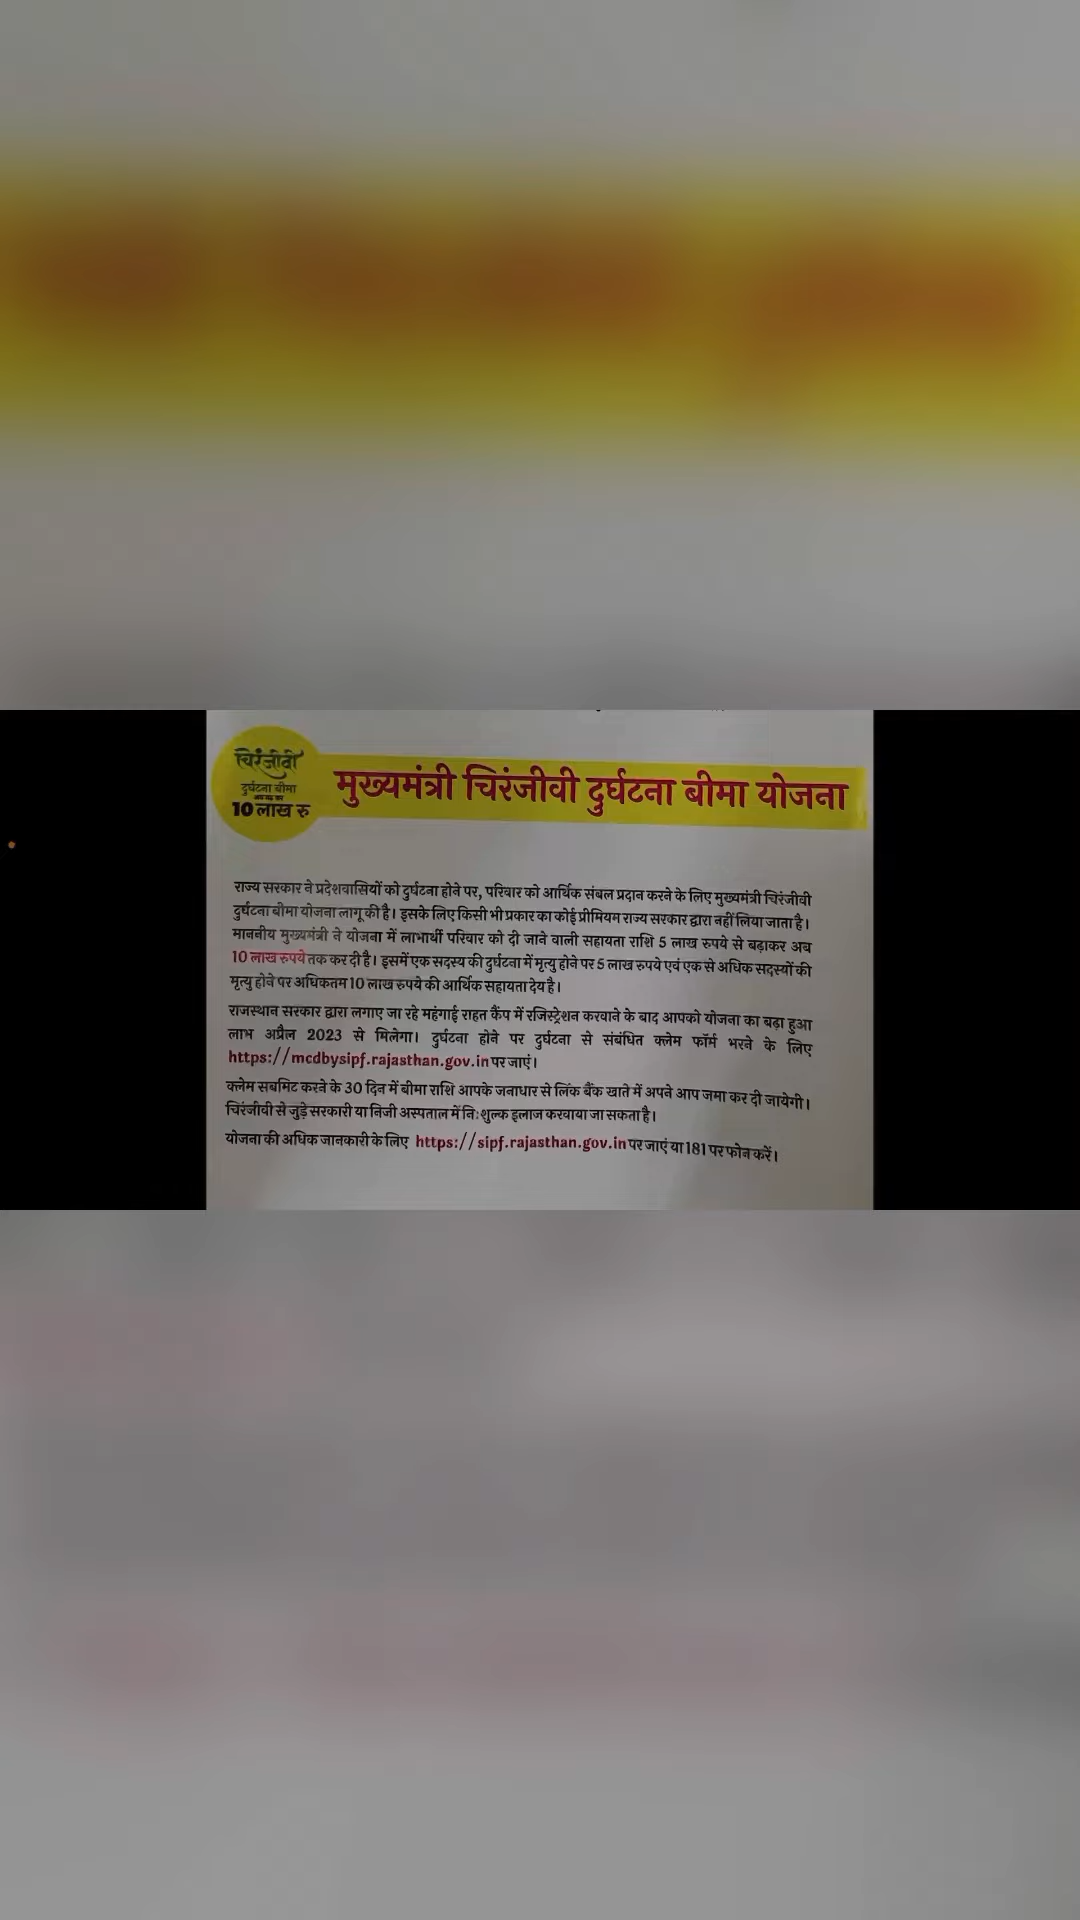 चिरंजीवी
दुर्घटना बीमा
10 लाख रु
मुख्यमंत्री चिरंजीवी दुर्घटना बीमा योजना
राज्य सरकार ने प्रदेशवासियों को दुर्घटना होने पर, परिवार को आर्थिक संबल प्रदान करने के लिए मुख्यमंत्री चिरंजीवी
दुर्घटना बीमा योजना लागू की है। इसके लिए किसी भी प्रकार का कोई प्रीमियम राज्य सरकार द्वारा नहीं लिया जाता है।
माननीय मुख्यमंत्री ने योजना में लाभार्थी परिवार को दी जाने वाली सहायता राशि 5 लाख रुपये से बढ़ाकर अब
10 लाख रुपये तक कर दी है। इसमें एक सदस्य की दुर्घटना में मृत्यु होने पर 5 लाख रुपये एवं एक से अधिक सदस्यों की
मृत्यु होने पर अधिकतम 10 लाख रुपये की आर्थिक सहायता देय है।
राजस्थान सरकार द्वारा लगाए जा रहे महंगाई राहत कैंप में रजिस्ट्रेशन करवाने के बाद आपको योजना का बढ़ा हुआ
लाभ अप्रैल 2023 से मिलेगा। दुर्घटना होने पर दुर्घटना से संबंधित क्लेम फॉर्म भरने के लिए
https://mcdbysipf.rajasthan.gov.in पर जाएं।
क्लेम सबमिट करने के 30 दिन में बीमा राशि आपके जनाधार से लिंक बैंक खाते में अपने आप जमा कर दी जायेगी।
चिरंजीवी से जुड़े सरकारी या निजी अस्पताल में निःशुल्क इलाज करवाया जा सकता है।
योजना की अधिक जानकारी के लिए https://sipf.rajasthan.gov.in पर जाएं या 181 पर फोन करें।